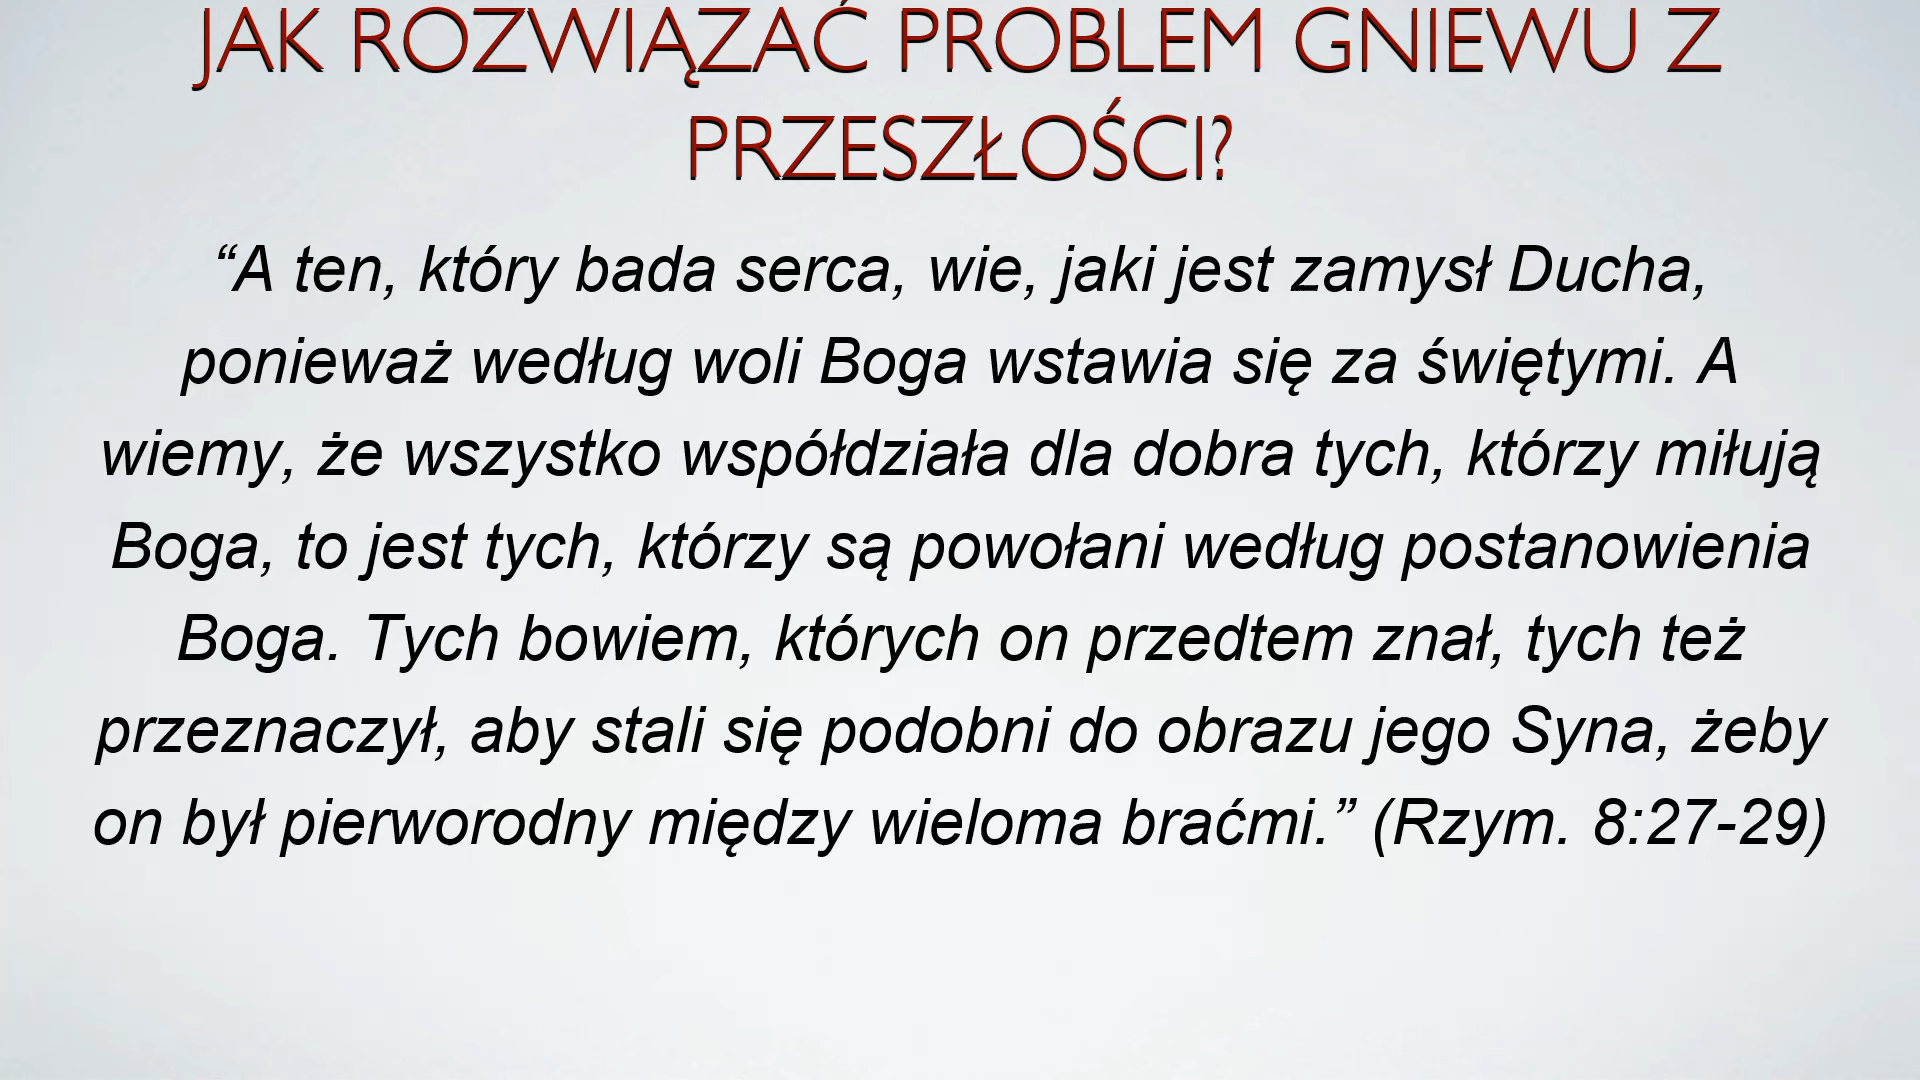 JAK ROZWIĄZAĆ PROBLEM GNIEWU Z
PRZESZŁOŚCI?
“A ten, który bada serca, wie, jaki jest zamysł Ducha,
ponieważ według woli Boga wstawia się za świętymi. A
wiemy, że wszystko współdziała dla dobra tych, którzy miłują
Boga, to jest tych, którzy są powołani według postanowienia
Boga. Tych bowiem, których on przedtem znał, tych też
przeznaczył, aby stali się podobni do obrazu jego Syna, żeby
on był pierworodny między wieloma braćmi.” (Rzym. 8:27-29)